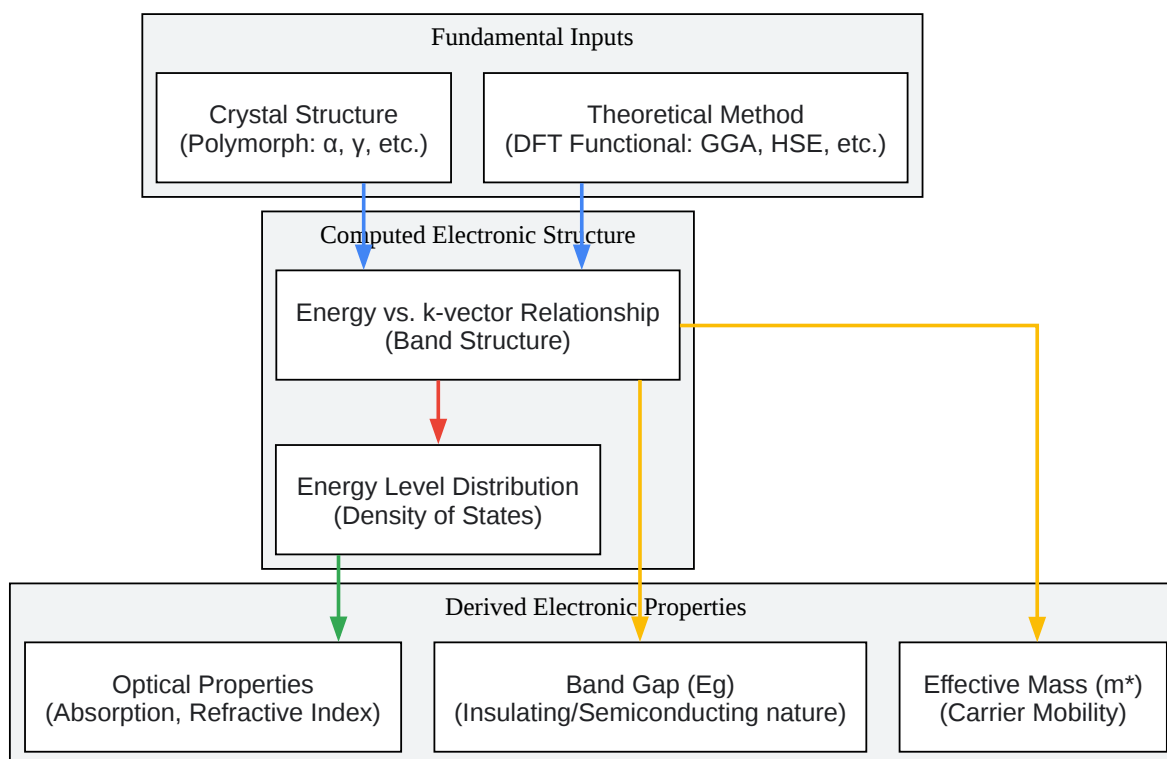 Fundamental Inputs
Crystal Structure
(Polymorph: α, γ, etc.)
Theoretical Method
(DFT Functional: GGA, HSE, etc.)
Computed Electronic Structure
Energy vs. k-vector Relationship
(Band Structure)
Energy Level Distribution
(Density of States)
Derived Electronic Properties
Optical Properties
(Absorption, Refractive Index)
Band Gap (Eg)
(Insulating/Semiconducting nature)
Effective Mass (m*)
(Carrier Mobility)